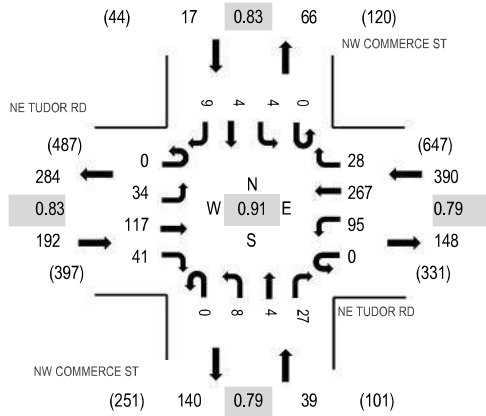 (44) 17 0.83 66 (120)
NW COMMERCE ST
NE TUDOR RD
9 4 4 0
(487) (647)
284 0 28 390
N
34 267
0.83 W 0.91 E 0.79
117 95
S
192 41 0 148
(397) (331)
0 8 4 27
NE TUDOR RD
NW COMMERCE ST
(251) 140 0.79 39 (101)